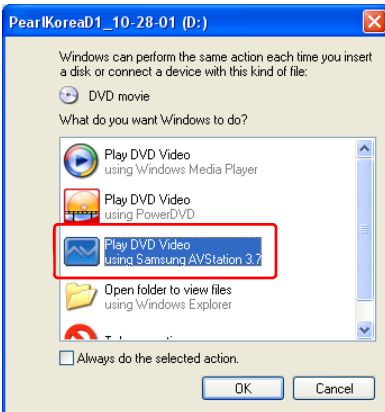 PearlKoreaD1_10-28-01 (D:)
Windows can perform the same action each time you insert
a disk or connect a device with this kind of file:
DVD movie
What do you want Windows to do?
Play DVD Video
using Windows Media Player
Play DVD Video
using PowerDVD
Play DVD Video
using Samsung AVStation 3.7
Open folder to view files
using Windows Explorer
Always do the selected action.
OK
Cancel